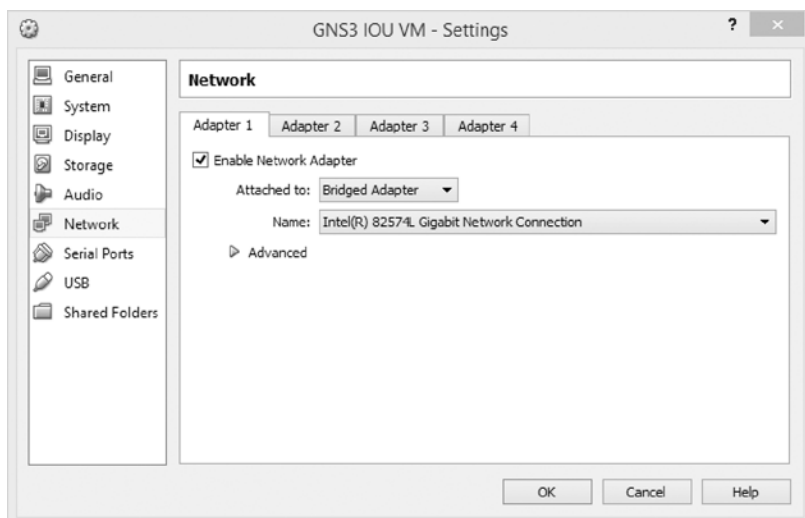 GNS3 IOU VM - Settings
?
General
System
Display
Storage
Audio
Network
Serial Ports
USB
Shared Folders
Network
Adapter 1 Adapter 2 Adapter 3 Adapter 4
Enable Network Adapter
Attached to: Bridged Adapter
Name: Intel(R) 82574L Gigabit Network Connection
Advanced
OK Cancel Help